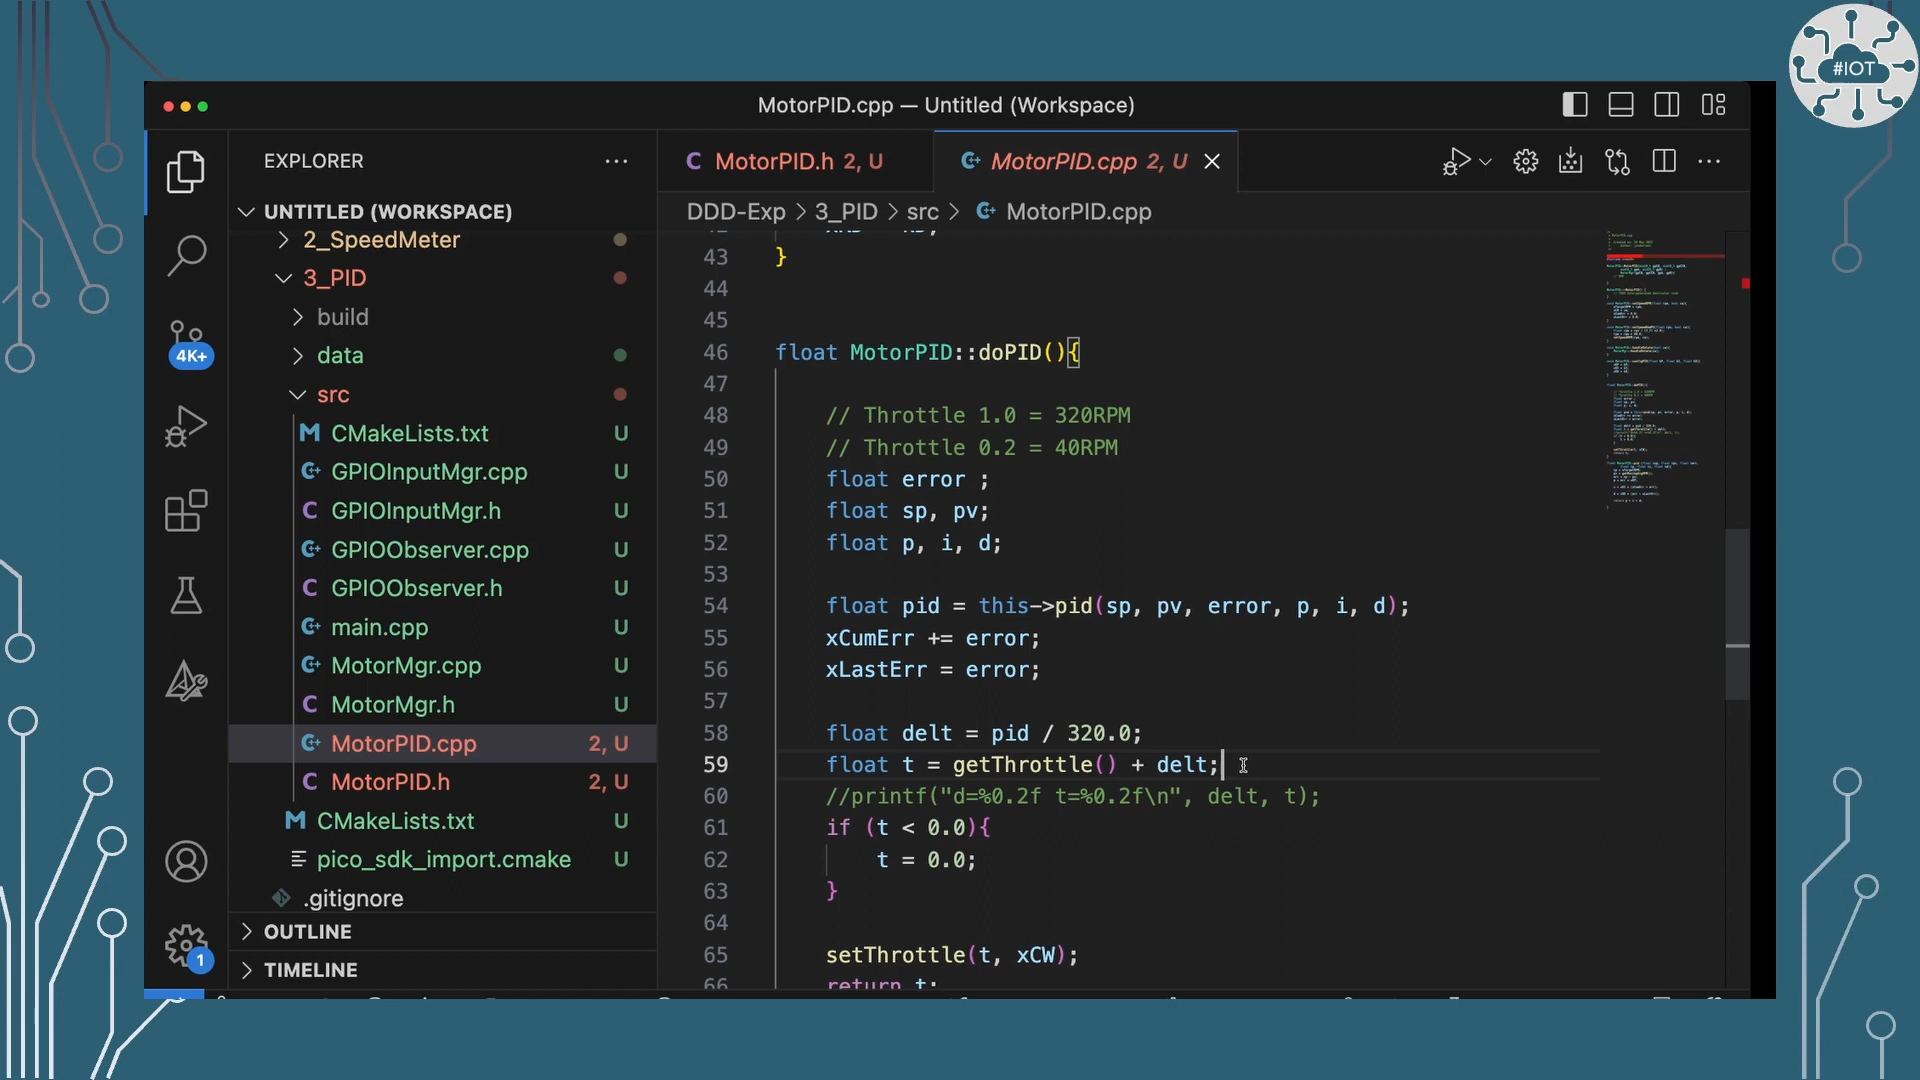 #IOT
MotorPID.cpp — Untitled (Workspace)
EXPLORER
UNTITLED (WORKSPACE)
2_SpeedMeter
3_PID
build
data
src
CMakeLists.txt U
GPIOInputMgr.cpp U
GPIOInputMgr.h U
GPIOObserver.cpp U
GPIOObserver.h U
main.cpp U
MotorMgr.cpp U
MotorMgr.h U
MotorPID.cpp 2, U
MotorPID.h 2, U
CMakeLists.txt U
pico_sdk_import.cmake U
.gitignore
OUTLINE
TIMELINE
4K+
1
MotorPID.h 2, U
MotorPID.cpp 2, U
DDD-Exp > 3_PID > src > MotorPID.cpp
43 }
44
45
46 float MotorPID::doPID(){
47
48 // Throttle 1.0 = 320RPM
49 // Throttle 0.2 = 40RPM
50 float error ;
51 float sp, pv;
52 float p, i, d;
53
54 float pid = this->pid(sp, pv, error, p, i, d);
55 xCumErr += error;
56 xLastErr = error;
57
58 float delt = pid / 320.0;
59 float t = getThrottle() + delt;
60 //printf("d=%0.2f t=%0.2f\n", delt, t);
61 if (t < 0.0){
62 t = 0.0;
63 }
64
65 setThrottle(t, xCW);
66 return t;